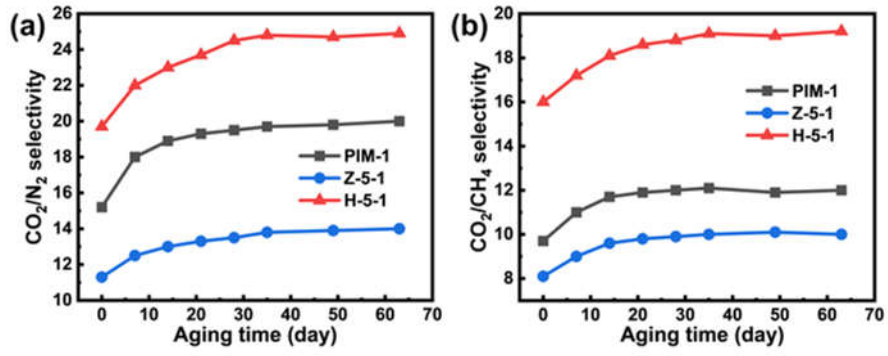 (a)
26
24
22
20
18
16
14
12
10
CO₂/N₂ selectivity
PIM-1
Z-5-1
H-5-1
0 10 20 30 40 50 60 70
Aging time (day)
(b)
20
18
16
14
12
10
8
CO₂/CH₄ selectivity
PIM-1
Z-5-1
H-5-1
0 10 20 30 40 50 60 70
Aging time (day)